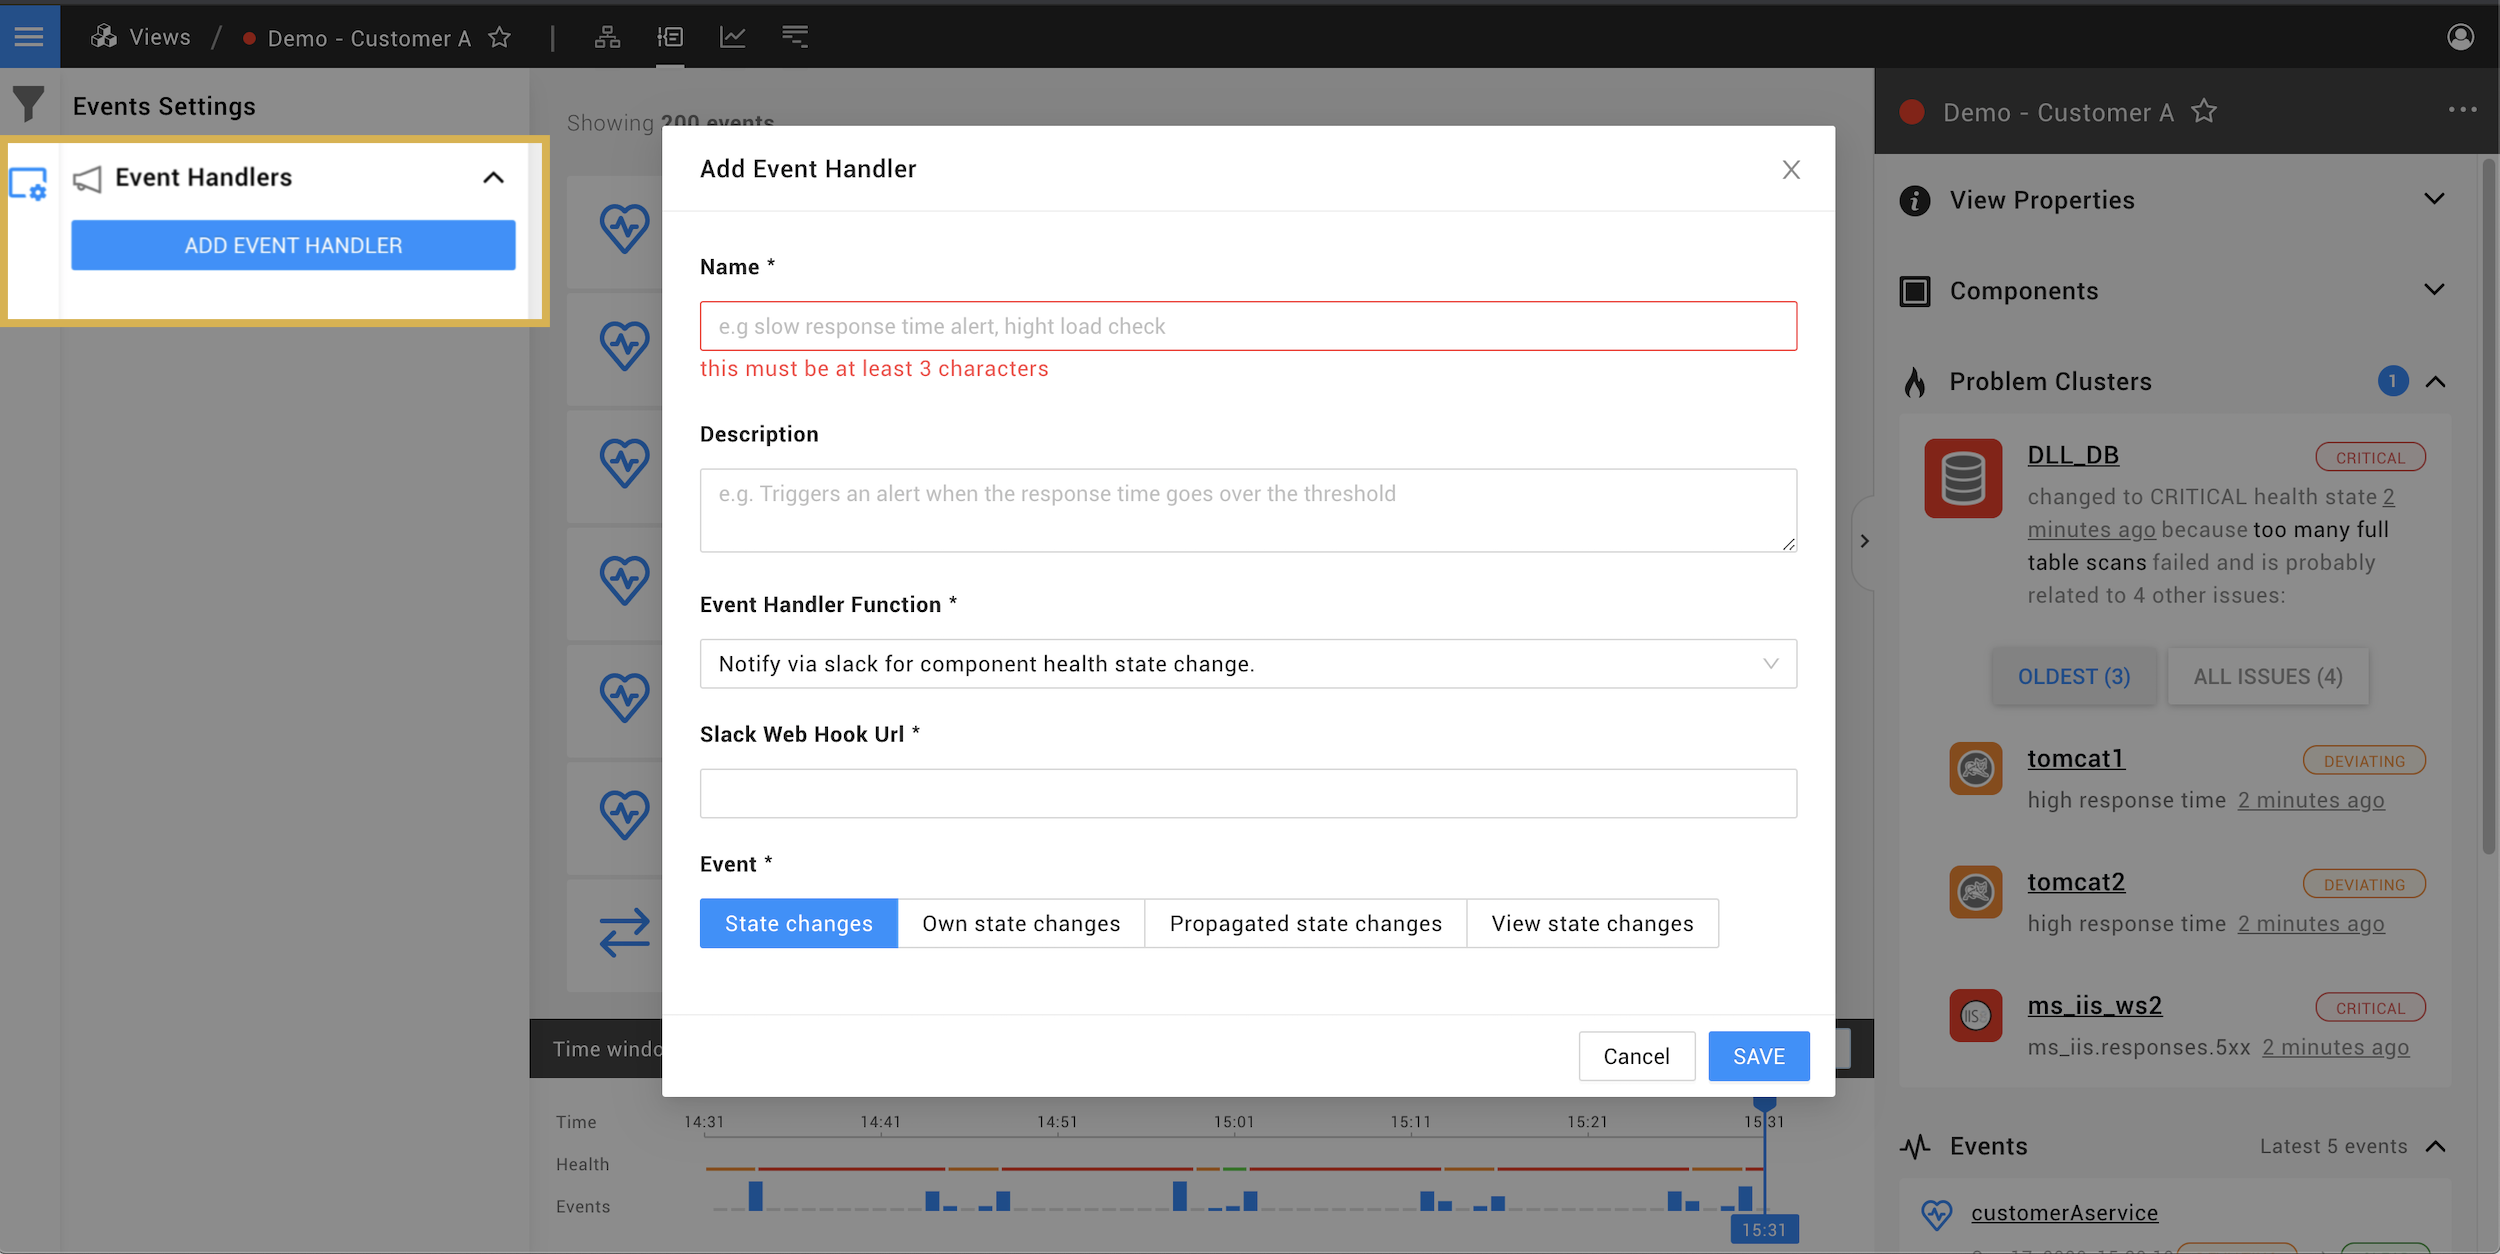 Views / Demo - Customer A |
Events Settings
Event Handlers
ADD EVENT HANDLER
Showing 200 events
Add Event Handler
Name *
e.g slow response time alert, hight load check
this must be at least 3 characters
Description
e.g. Triggers an alert when the response time goes over the threshold
Event Handler Function *
Notify via slack for component health state change.
Slack Web Hook Url *
Event *
State changes Own state changes Propagated state changes View state changes
Cancel SAVE
Time windo
Time 14:31 14:41 14:51 15:01 15:11 15:21 15:31
Health
Events
15:31
Demo - Customer A
View Properties
Components
Problem Clusters 1
DLL_DB CRITICAL
changed to CRITICAL health state 2
minutes ago because too many full
table scans failed and is probably
related to 4 other issues:
OLDEST (3) ALL ISSUES (4)
tomcat1 DEVIATING
high response time 2 minutes ago
tomcat2 DEVIATING
high response time 2 minutes ago
IIS
ms_iis_ws2 CRITICAL
ms_iis.responses.5xx 2 minutes ago
Events Latest 5 events
customerAservice